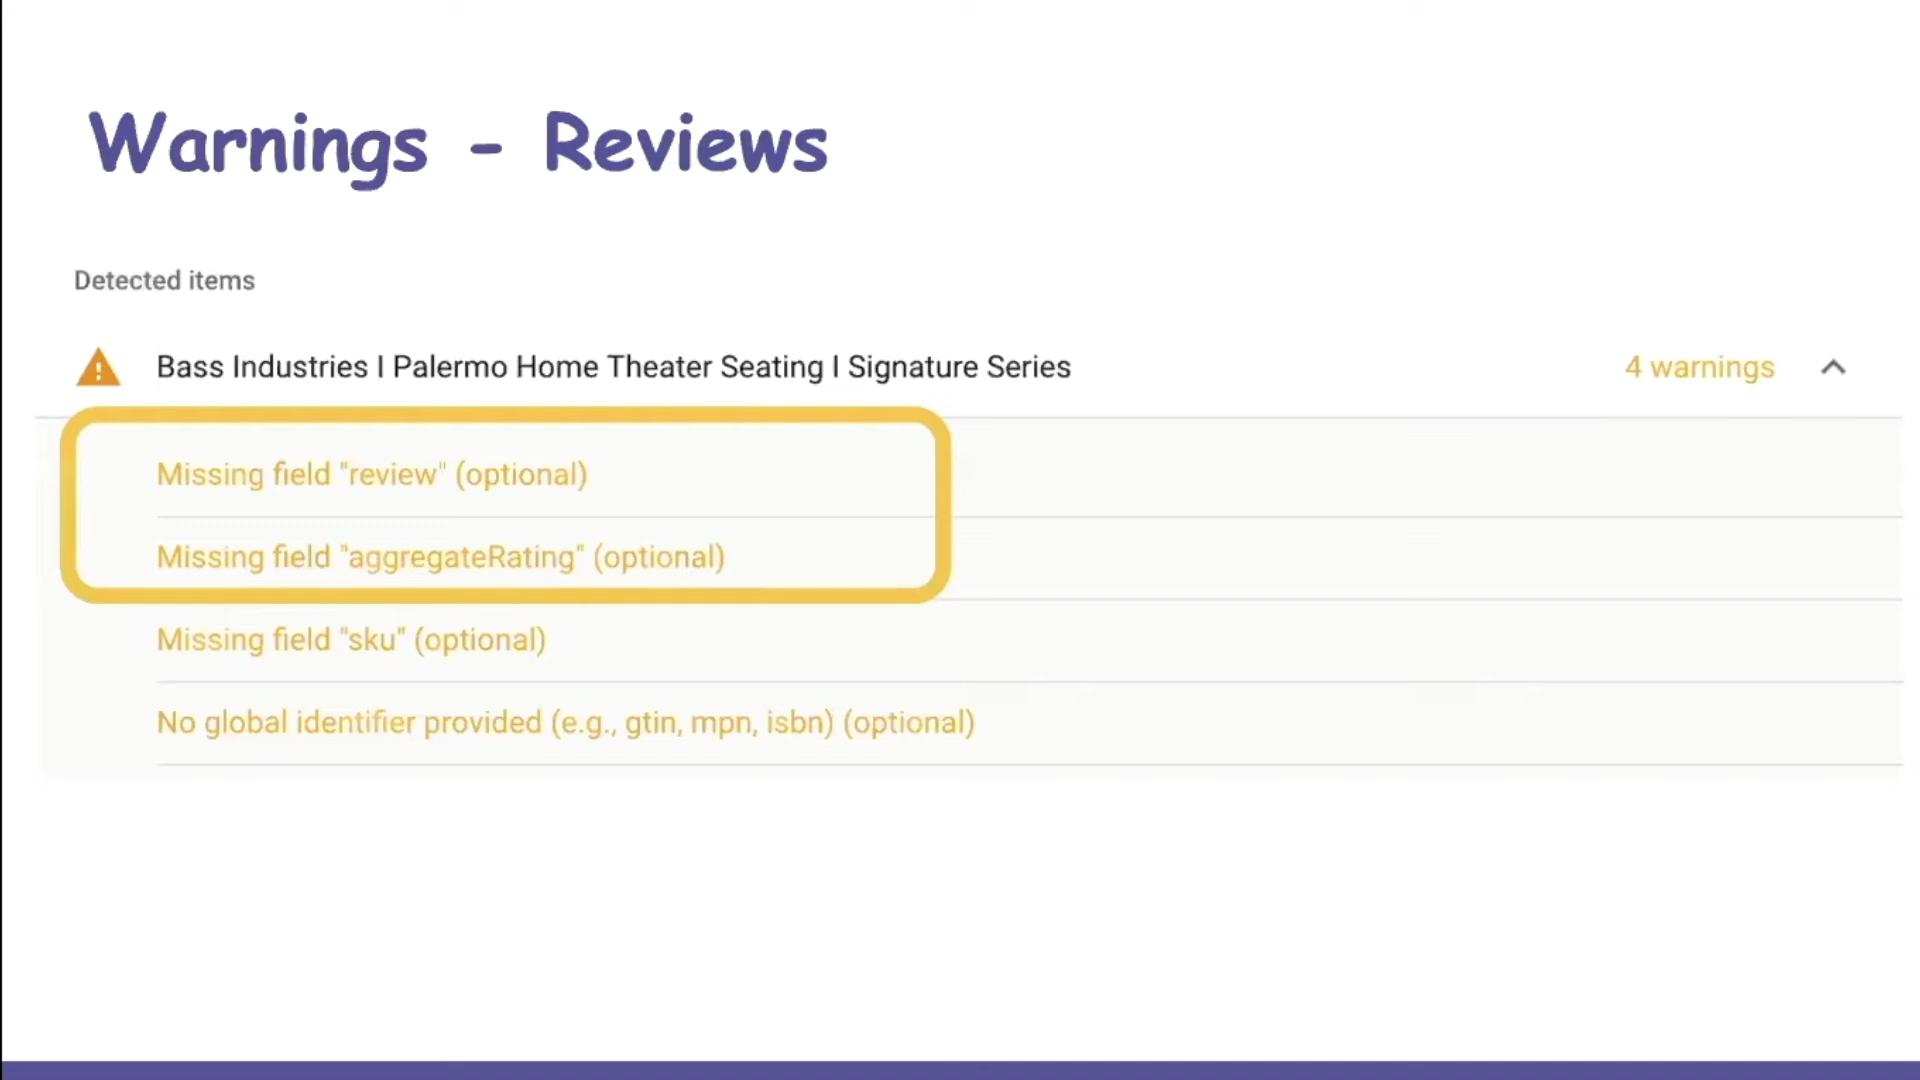 Warnings - Reviews
Detected items
Bass Industries I Palermo Home Theater Seating I Signature Series
4 warnings
Missing field "review" (optional)
Missing field "aggregateRating" (optional)
Missing field "sku" (optional)
No global identifier provided (e.g., gtin, mpn, isbn) (optional)